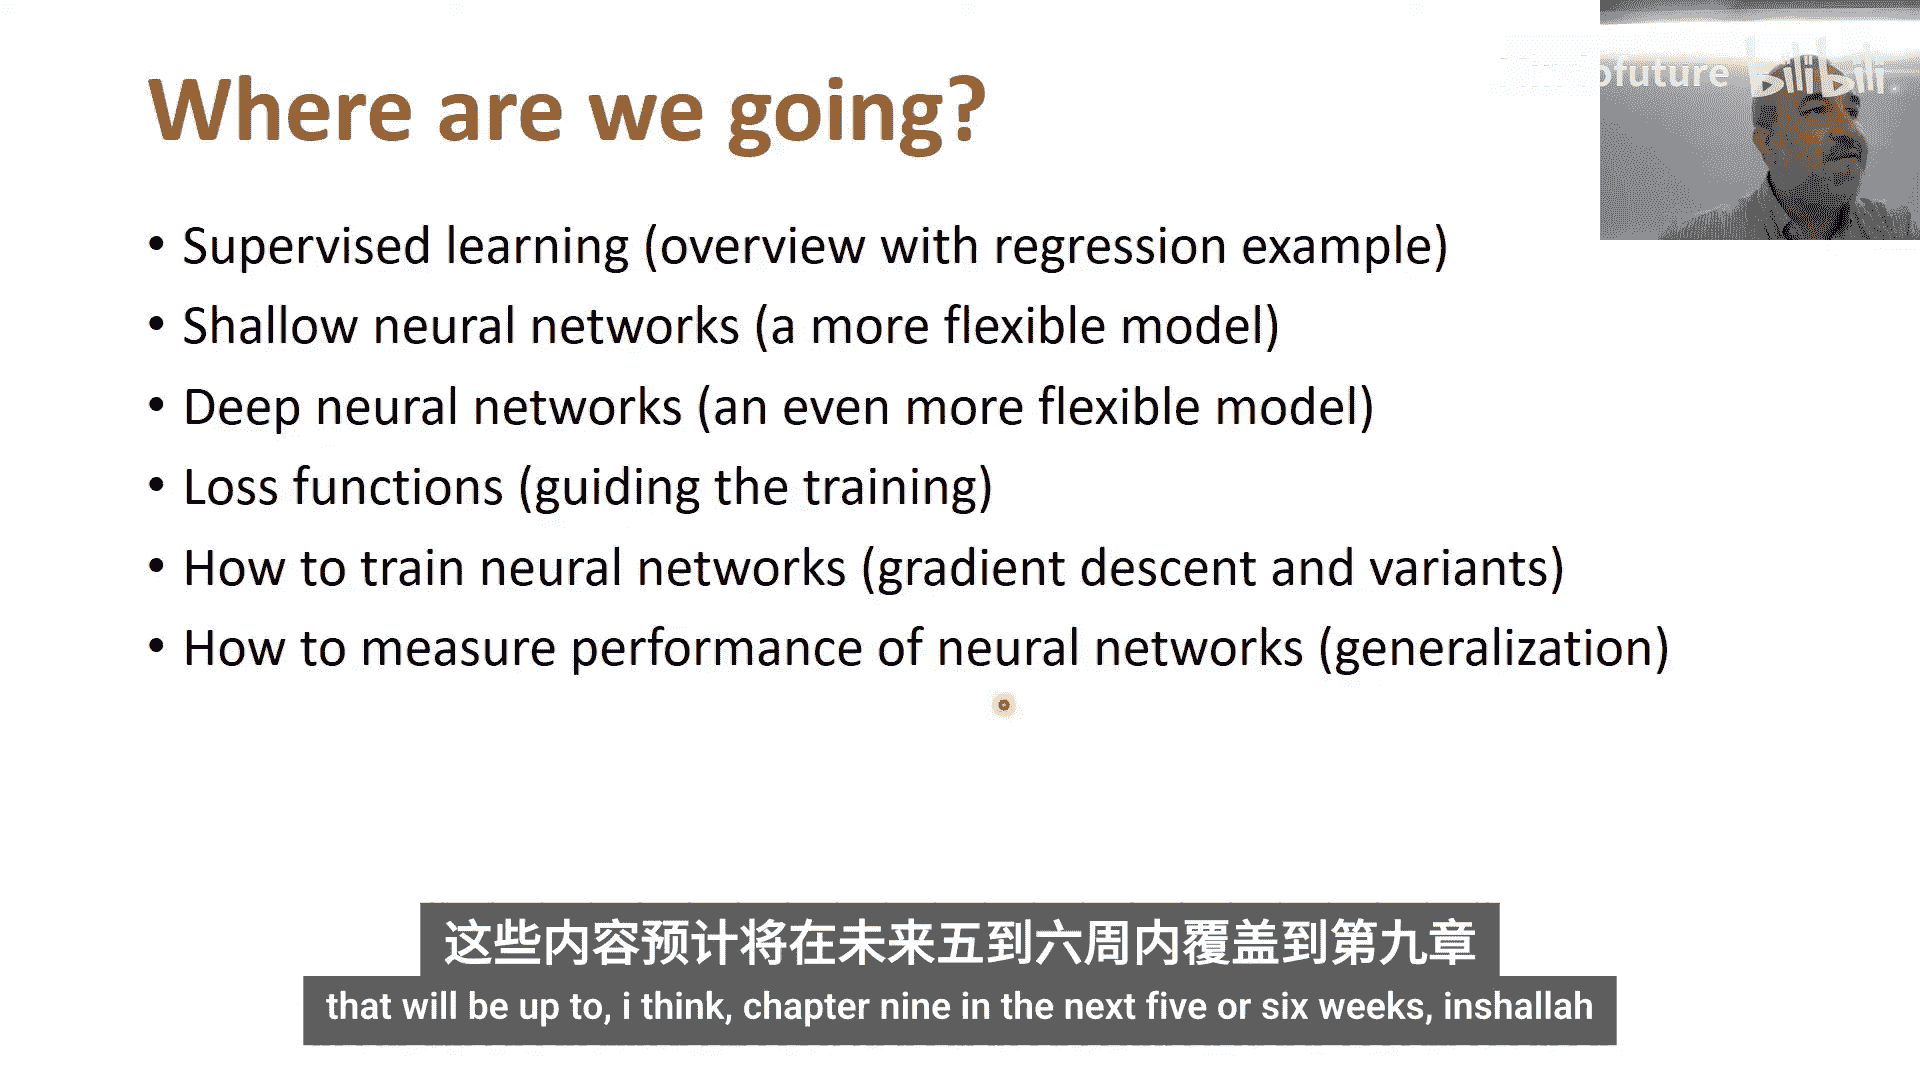 Where are we going?
ofuture bilibili
• Supervised learning (overview with regression example)
• Shallow neural networks (a more flexible model)
• Deep neural networks (an even more flexible model)
• Loss functions (guiding the training)
• How to train neural networks (gradient descent and variants)
• How to measure performance of neural networks (generalization)
这些内容预计将在未来五到六周内覆盖到第九章
that will be up to, i think, chapter nine in the next five or six weeks, inshallah